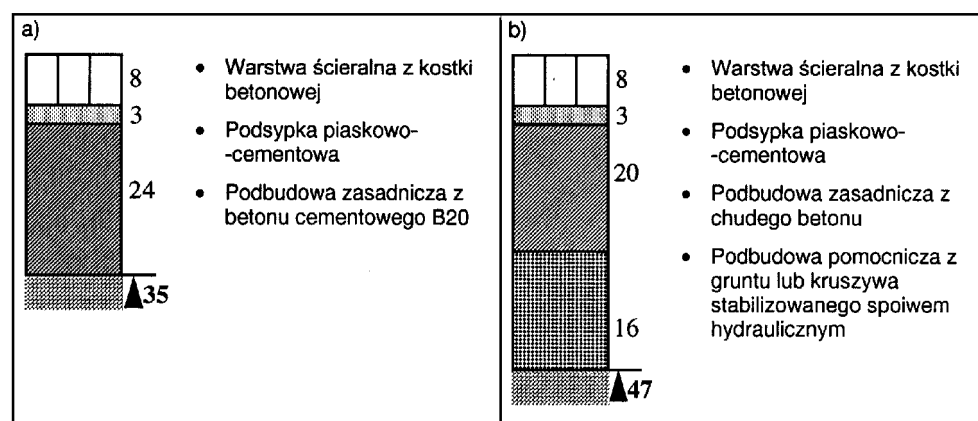 a)
8
3
24
35
• Warstwa ścieralna z kostki
betonowej
• Podsypka piaskowo-
-cementowa
• Podbudowa zasadnicza z
betonu cementowego B20
b)
8
3
20
16
47
• Warstwa ścieralna z kostki
betonowej
• Podsypka piaskowo-
-cementowa
• Podbudowa zasadnicza z
chudego betonu
• Podbudowa pomocnicza z
gruntu lub kruszywa
stabilizowanego spoiwem
hydraulicznym